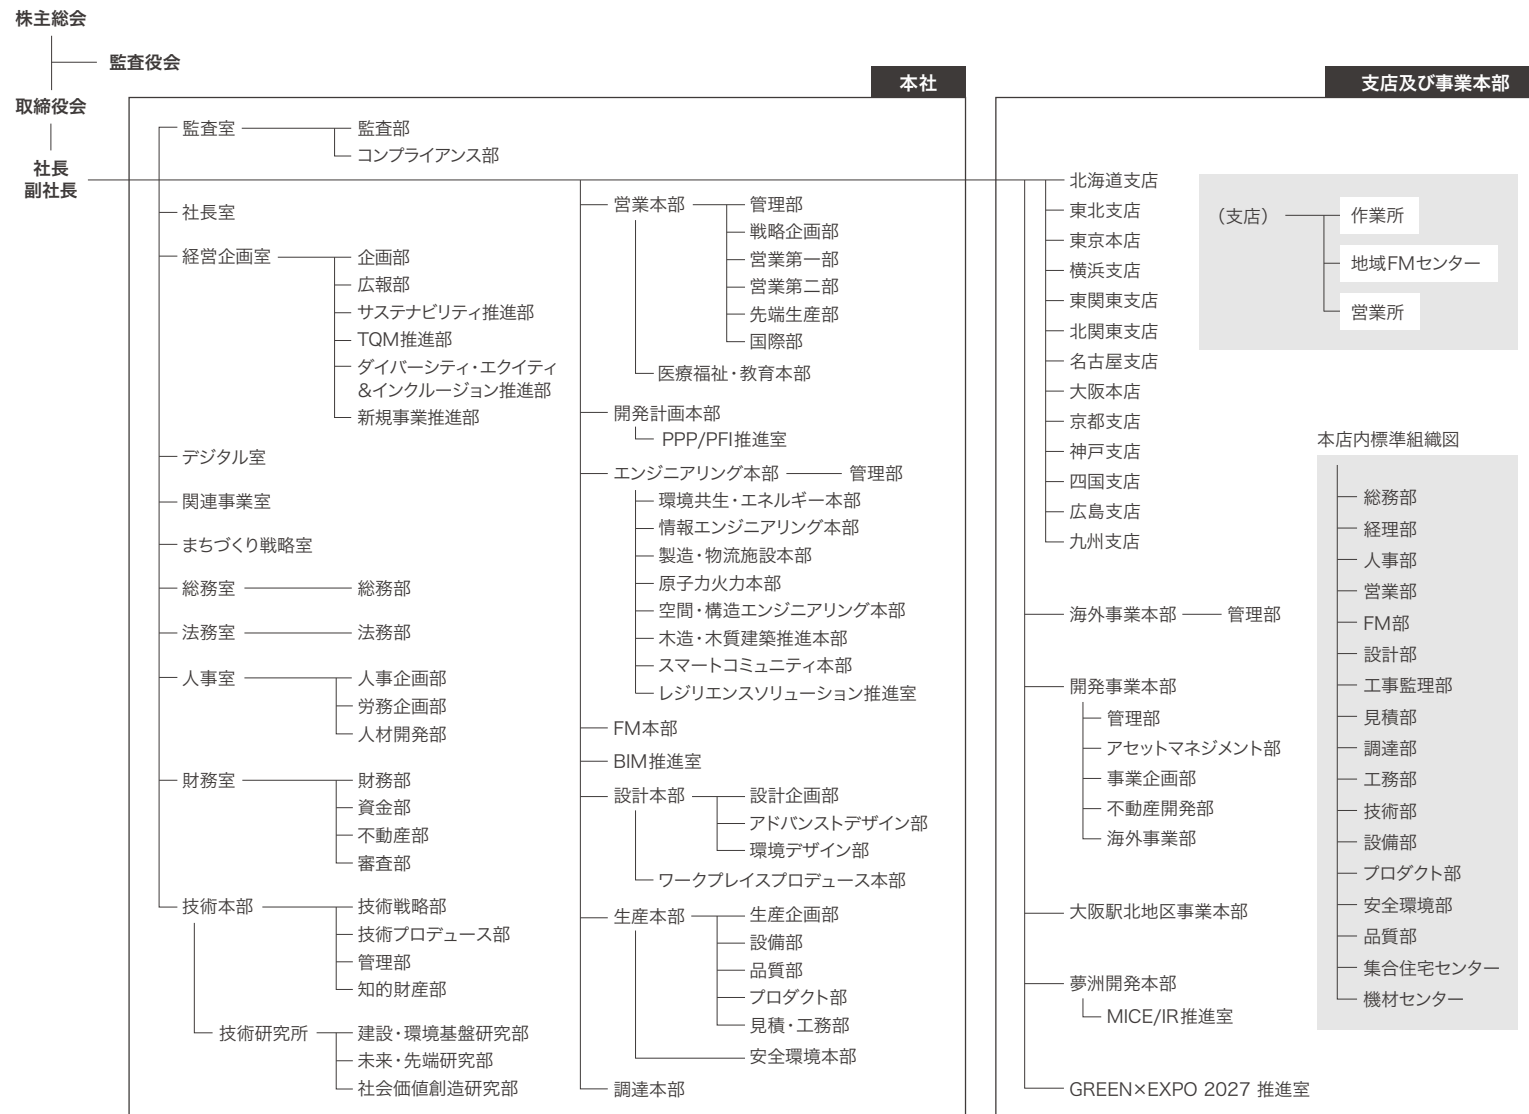 株主総会
監査役会
取締役会
社長
副社長
本社
監査室
監査部
コンプライアンス部
社長室
経営企画室
企画部
広報部
サステナビリティ推進部
TQM推進部
ダイバーシティ・エクイティ
&インクルージョン推進部
新規事業推進部
デジタル室
関連事業室
まちづくり戦略室
総務室
総務部
法務室
法務部
人事室
人事企画部
労務企画部
人材開発部
財務室
財務部
資金部
不動産部
審査部
技術本部
技術戦略部
技術プロデュース部
管理部
知的財産部
技術研究所
建設・環境基盤研究部
未来・先端研究部
社会価値創造研究部
営業本部
管理部
戦略企画部
営業第一部
営業第二部
先端生産部
国際部
医療福祉・教育本部
開発計画本部
PPP/PFI推進室
エンジニアリング本部
管理部
環境共生・エネルギー本部
情報エンジニアリング本部
製造・物流施設本部
原子力火力本部
空間・構造エンジニアリング本部
木造・木質建築推進本部
スマートコミュニティ本部
レジリエンスソリューション推進室
FM本部
BIM推進室
設計本部
設計企画部
アドバンストデザイン部
環境デザイン部
ワークプレイスプロデュース本部
生産本部
生産企画部
設備部
品質部
プロダクト部
見積・工務部
安全環境本部
調達本部
支店及び事業本部
北海道支店
東北支店
東京本店
横浜支店
東関東支店
北関東支店
名古屋支店
大阪本店
京都支店
神戸支店
四国支店
広島支店
九州支店
海外事業本部
管理部
開発事業本部
管理部
アセットマネジメント部
事業企画部
不動産開発部
海外事業部
大阪駅北地区事業本部
夢洲開発本部
MICE/IR推進室
GREEN×EXPO 2027 推進室
(支店)
作業所
地域FMセンター
営業所
本店内標準組織図
総務部
経理部
人事部
営業部
FM部
設計部
工事監理部
見積部
調達部
工務部
技術部
設備部
プロダクト部
安全環境部
品質部
集合住宅センター
機材センター